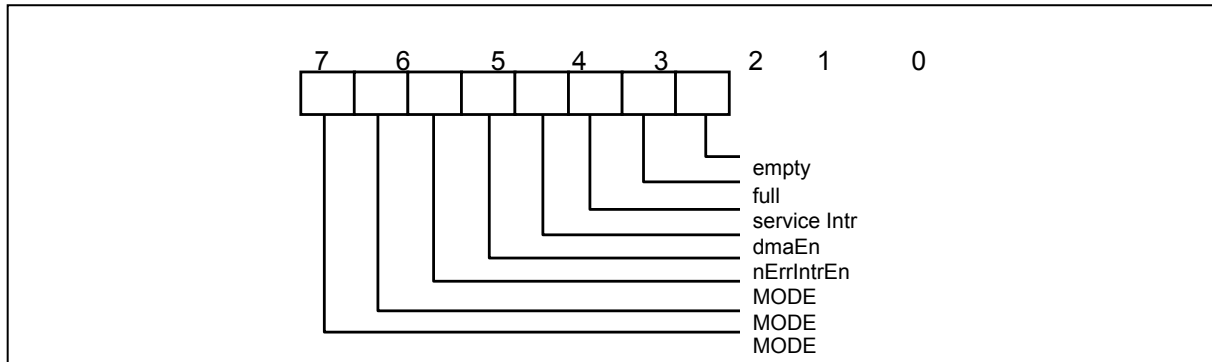 7 6 5 4 3 2 1 0
empty
full
service Intr
dmaEn
nErrIntrEn
MODE
MODE
MODE